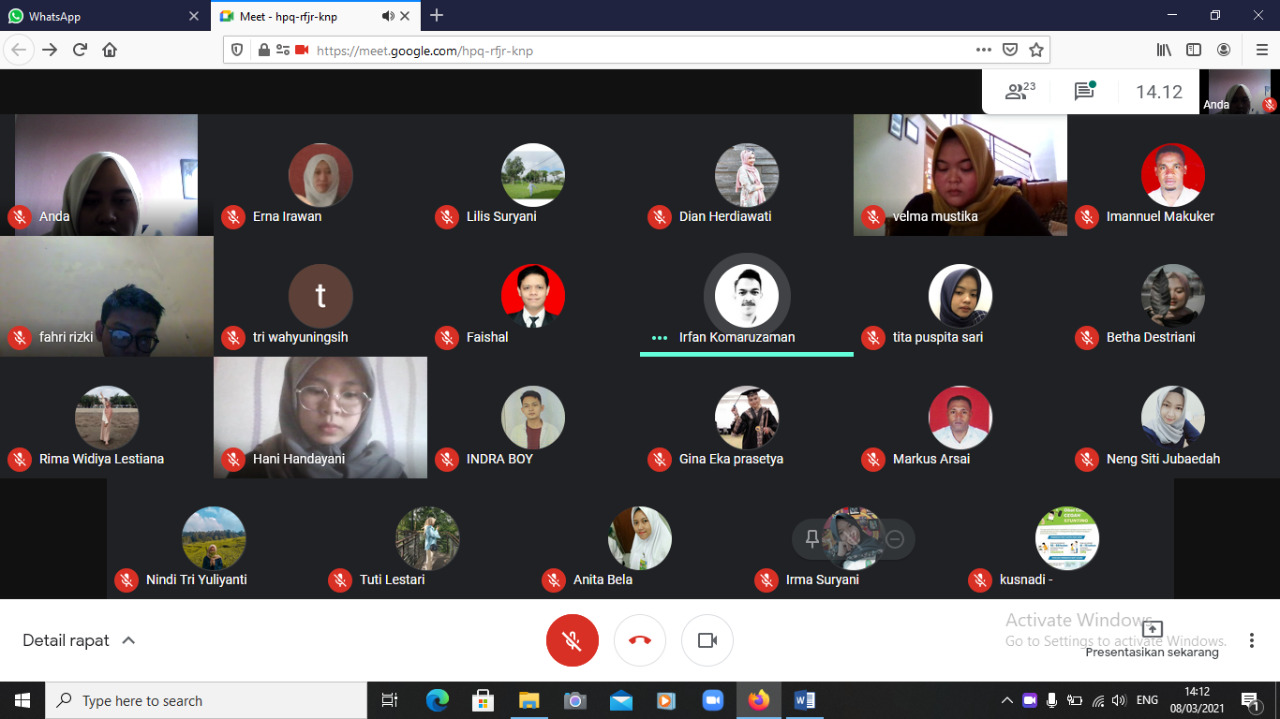 WhatsApp
Meet - hpq-rfjr-knp
https://meet.google.com/hpq-rfjr-knp
23
14.12
Anda
Anda
Erna Irawan
Lilis Suryani
Dian Herdiawati
velma mustika
Imannuel Makuker
fahri rizki
t
tri wahyuningsih
Faishal
Irfan Komaruzaman
tita puspita sari
Betha Destriani
Rima Widiya Lestiana
Hani Handayani
INDRA BOY
Gina Eka prasetya
Markus Arsai
Neng Siti Jubaedah
Nindi Tri Yuliyanti
Tuti Lestari
Anita Bela
Irma Suryani
STUNTING
kusnadi -
Detail rapat
Activate Windows
Go to Settings to activate Windows.
Presentasikan sekarang
Type here to search
ENG
14:12
08/03/2021
1